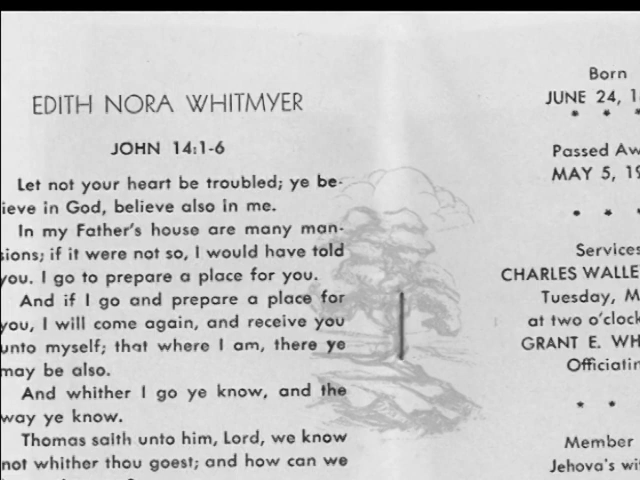 EDITH NORA WHITMYER
JOHN 14:1-6
Let not your heart be troubled; ye be-
ieve in God, believe also in me.
In my Father's house are many man-
sions; if it were not so, I would have told
you. I go to prepare a place for you.
And if I go and prepare a place for
you, I will come again, and receive you
unto myself; that where I am, there ye
may be also.
And whither I go ye know, and the
way ye know.
Thomas saith unto him, Lord, we know
not whither thou goest; and how can we
Born
JUNE 24, 1
* * *
Passed Aw
MAY 5, 19
* * *
Services
CHARLES WALLE
Tuesday, M
at two o'clock
GRANT E. WH
Officiatin
* *
Member
Jehova's wit